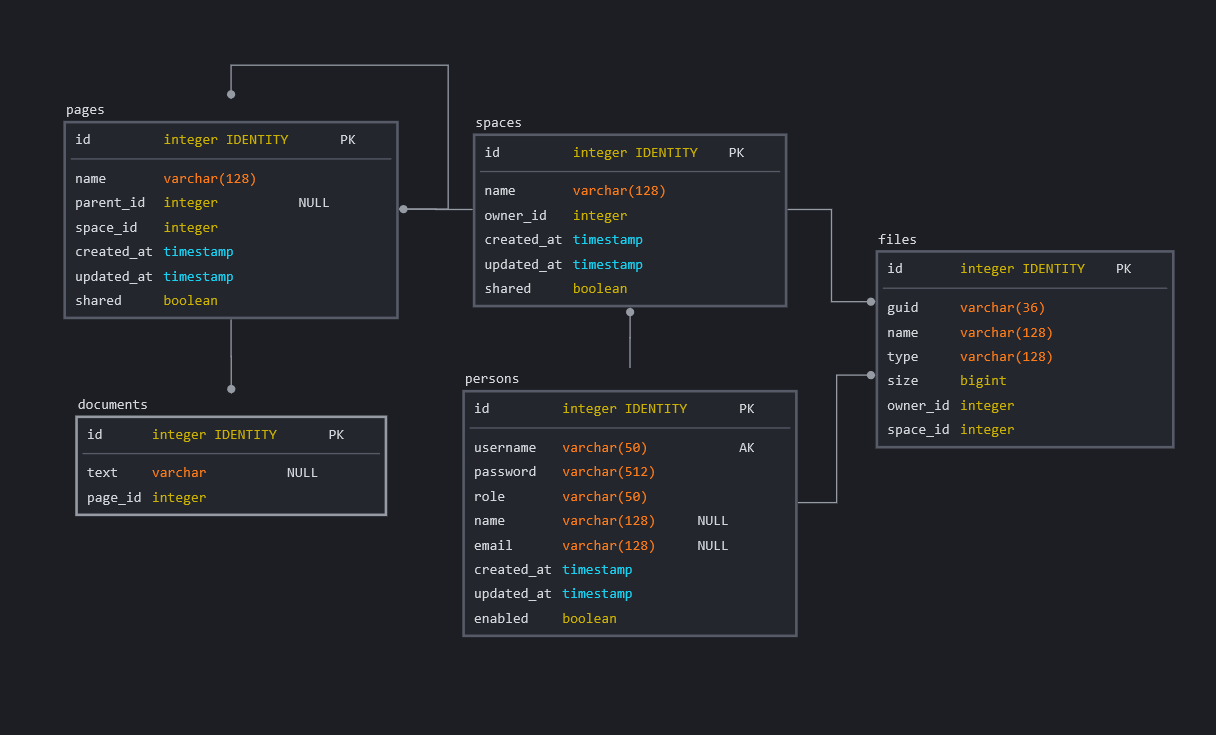 pages
id integer IDENTITY PK
name varchar(128)
parent_id integer NULL
space_id integer
created_at timestamp
updated_at timestamp
shared boolean
spaces
id integer IDENTITY PK
name varchar(128)
owner_id integer
created_at timestamp
updated_at timestamp
shared boolean
files
id integer IDENTITY PK
guid varchar(36)
name varchar(128)
type varchar(128)
size bigint
owner_id integer
space_id integer
documents
id integer IDENTITY PK
text varchar NULL
page_id integer
persons
id integer IDENTITY PK
username varchar(50) AK
password varchar(512)
role varchar(50)
name varchar(128) NULL
email varchar(128) NULL
created_at timestamp
updated_at timestamp
enabled boolean